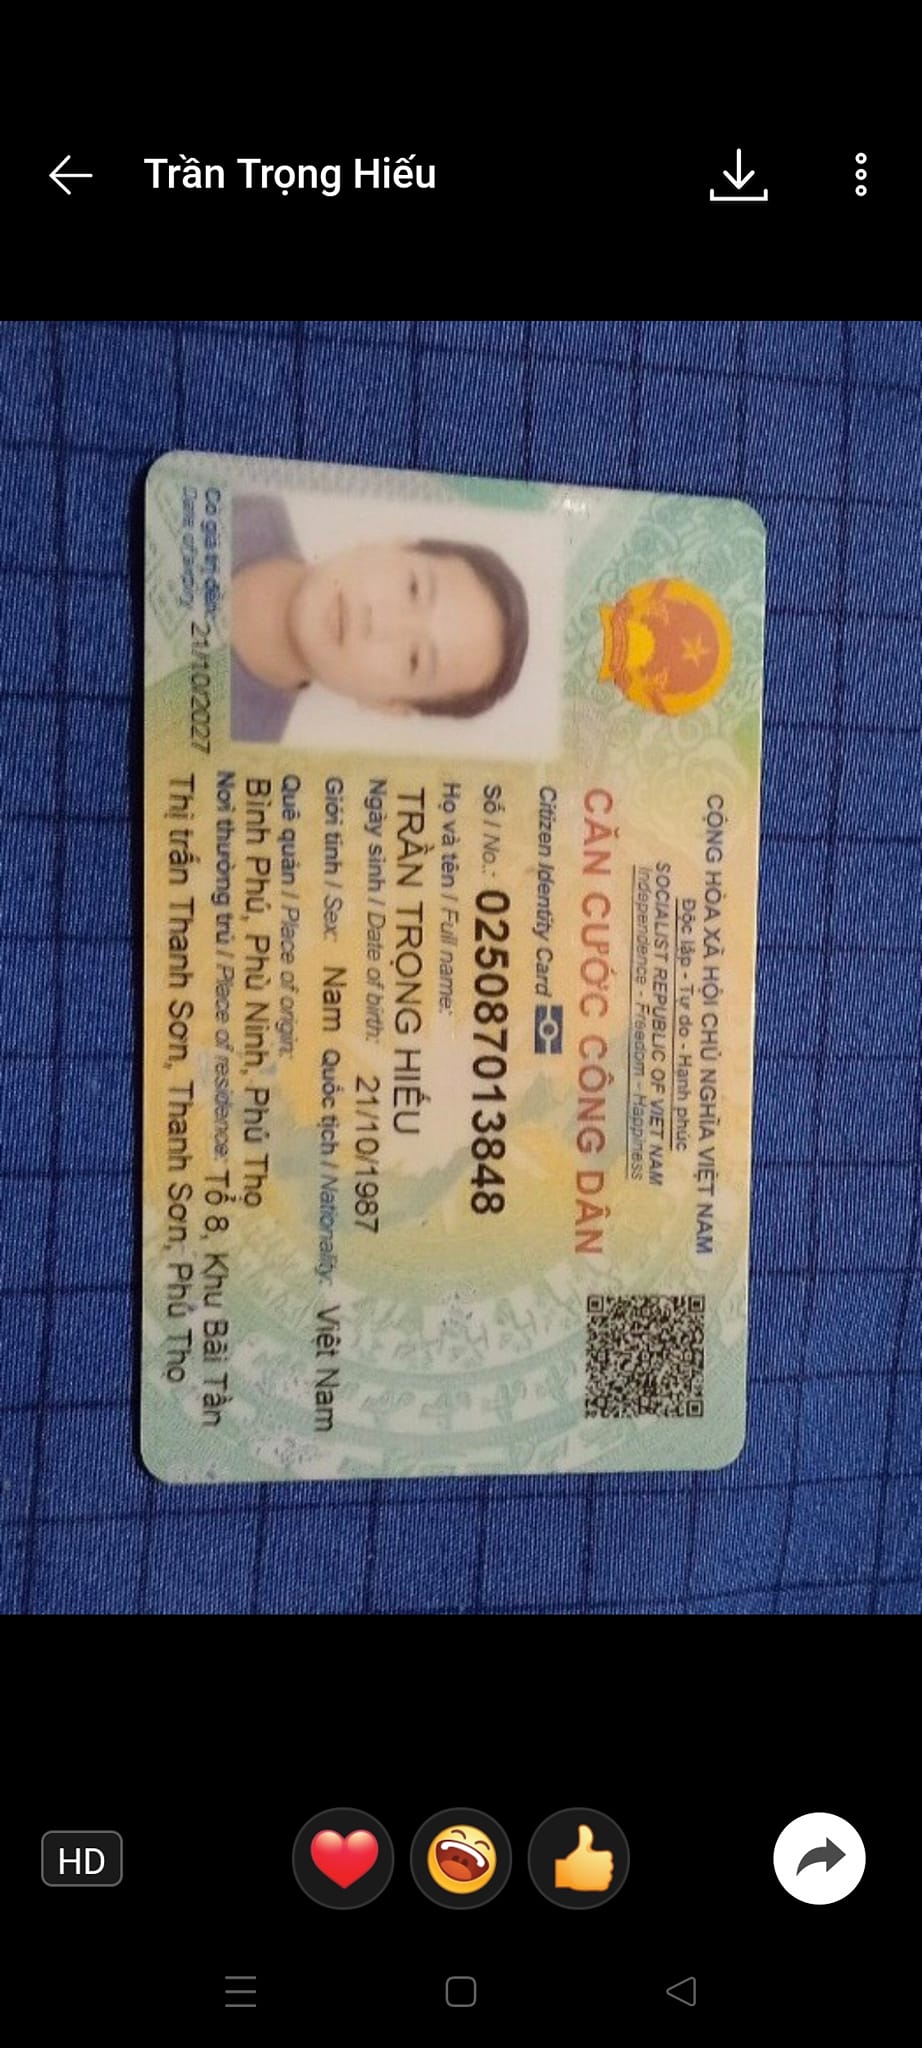 Trần Trọng Hiếu
CỘNG HÒA XÃ HỘI CHỦ NGHĨA VIỆT NAM
Độc lập - Tự do - Hạnh phúc
SOCIALIST REPUBLIC OF VIET NAM
Independence - Freedom - Happiness
CĂN CƯỚC CÔNG DÂN
Citizen Identity Card
Số / No.: 025087013848
Họ và tên / Full name:
TRẦN TRỌNG HIẾU
Ngày sinh / Date of birth: 21/10/1987
Giới tính / Sex: Nam Quốc tịch / Nationality: Việt Nam
Quê quán / Place of origin:
Bình Phú, Phù Ninh, Phú Thọ
Nơi thường trú / Place of residence: Tổ 8, Khu Bãi Tần
Thị trấn Thanh Sơn, Thanh Sơn, Phú Thọ
Có giá trị đến: 21/10/2027
Date of expiry
HD